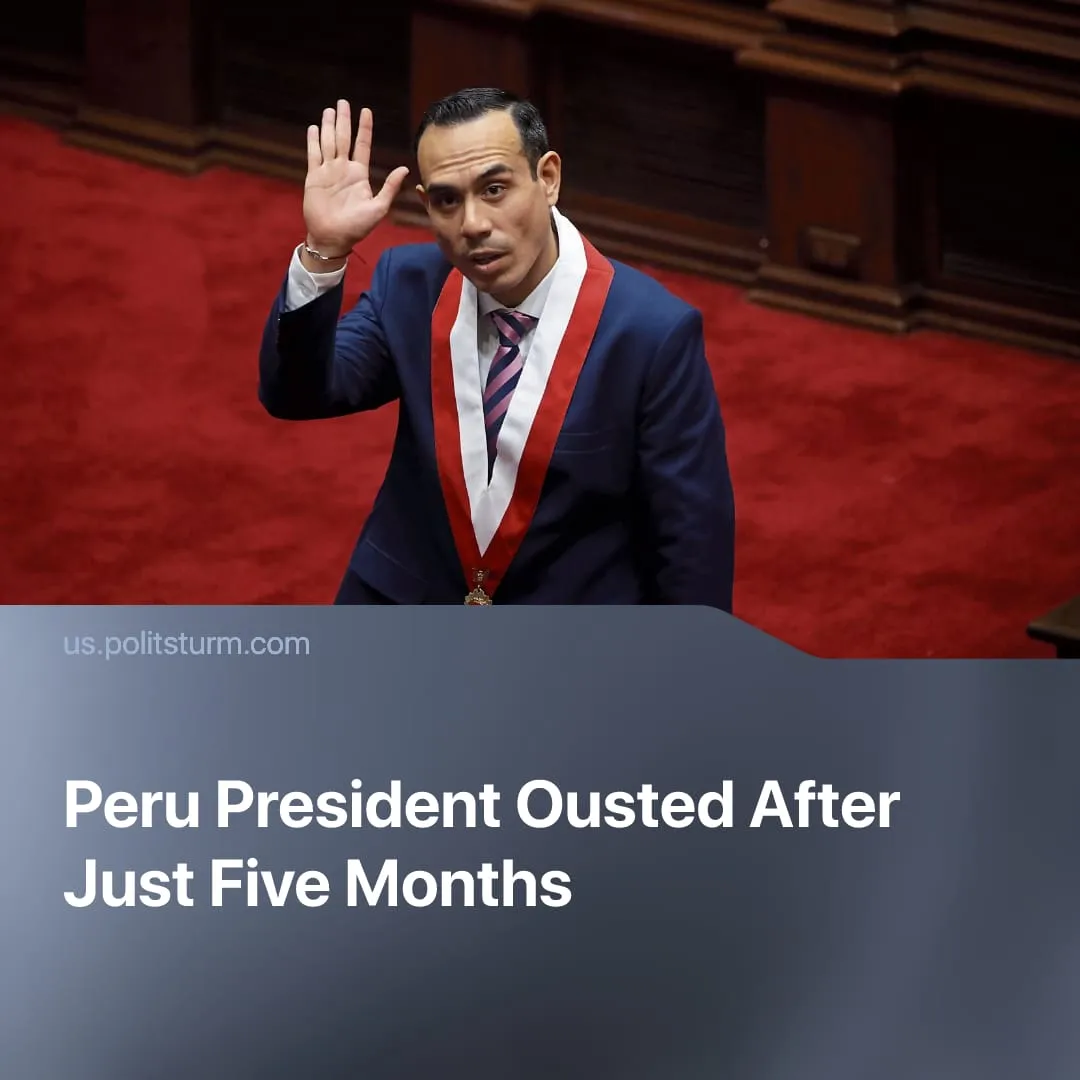 us.politsturm.com
Peru President Ousted After
Just Five Months